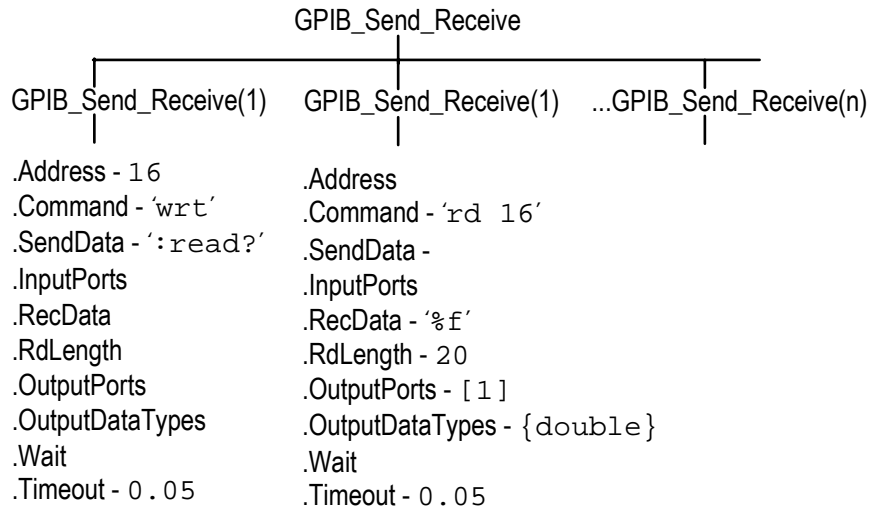 GPIB_Send_Receive
GPIB_Send_Receive(1)
GPIB_Send_Receive(1)
...GPIB_Send_Receive(n)
.Address - 16
.Command - ‘wrt’
.SendData - ‘:read?’
.InputPorts
.RecData
.RdLength
.OutputPorts
.OutputDataTypes
.Wait
.Timeout - 0.05
.Address
.Command - ‘rd 16’
.SendData -
.InputPorts
.RecData - ‘%f’
.RdLength - 20
.OutputPorts - [1]
.OutputDataTypes - {double}
.Wait
.Timeout - 0.05